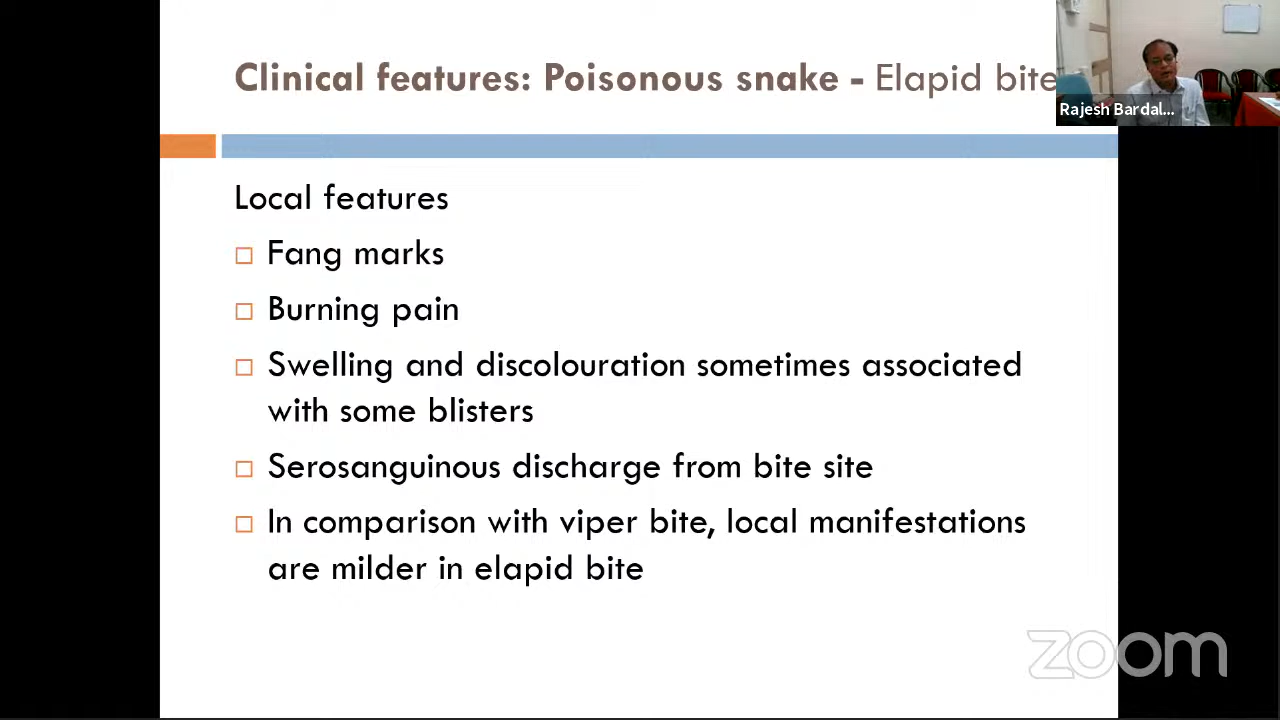 Clinical features: Poisonous snake - Elapid bite
Rajesh Bardal...
Local features
Fang marks
Burning pain
Swelling and discolouration sometimes associated
with some blisters
Serosanguinous discharge from bite site
In comparison with viper bite, local manifestations
are milder in elapid bite
zoom